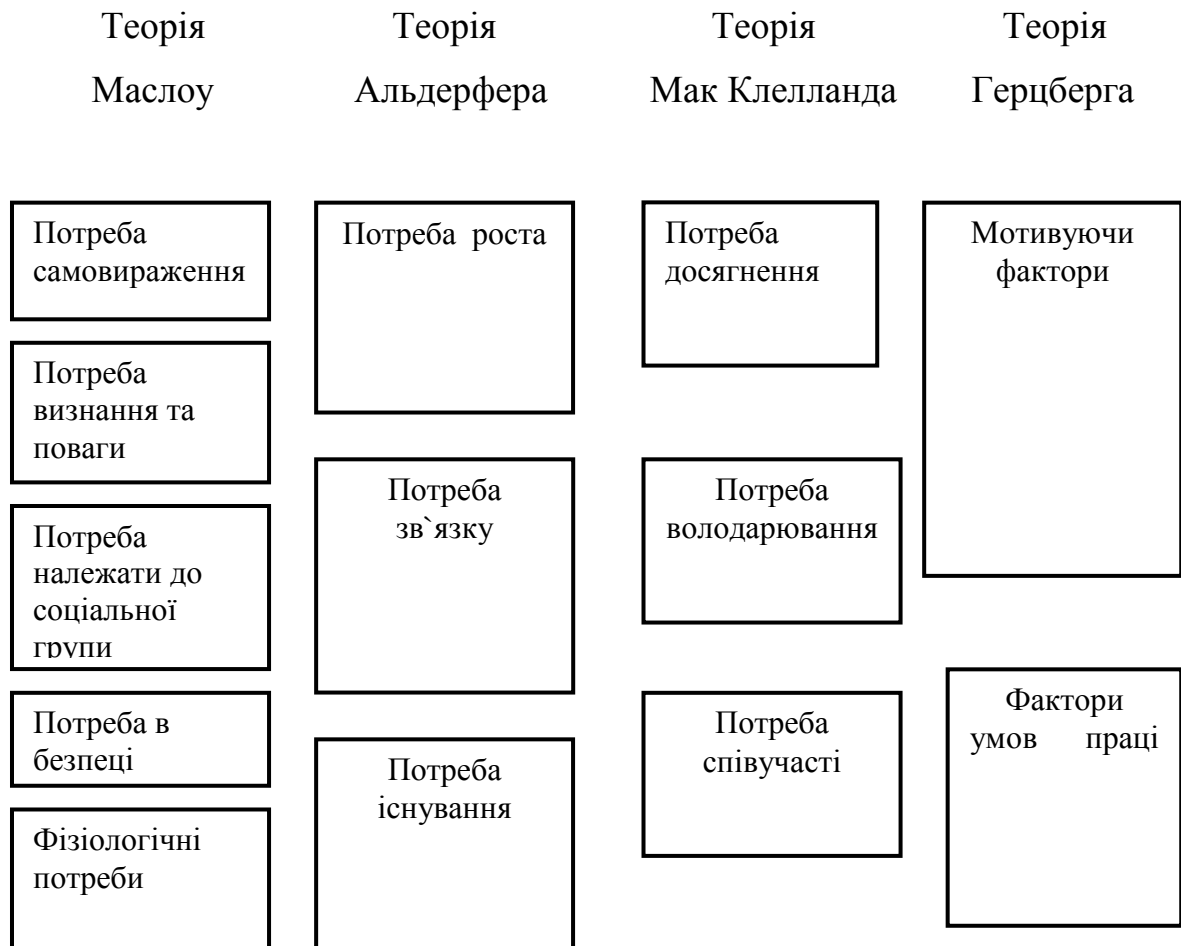 Теорія
Маслоу
Теорія
Альдерфера
Теорія
Мак Клелланда
Теорія
Герцберга
Потреба
самовираження
Потреба
визнання та
поваги
Потреба
належати до
соціальної
групи
Потреба в
безпеці
Фізіологічні
потреби
Потреба роста
Потреба
зв`язку
Потреба
існування
Потреба
досягнення
Потреба
володарювання
Потреба
співучасті
Мотивуючи
фактори
Фактори
умов праці